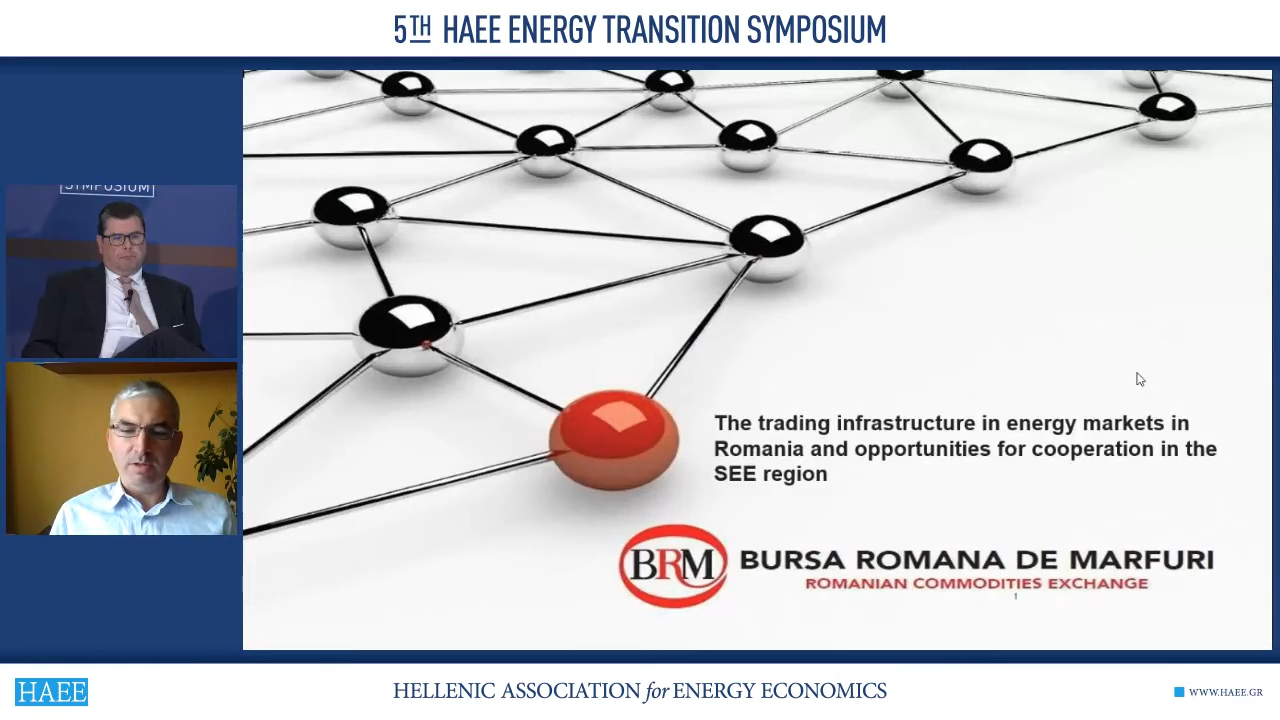 5TH HAEE ENERGY TRANSITION SYMPOSIUM
SYMPOSIUM
The trading infrastructure in energy markets in
Romania and opportunities for cooperation in the
SEE region
BRM
BURSA ROMANA DE MARFURI
ROMANIAN COMMODITIES EXCHANGE
1
HAEE
HELLENIC ASSOCIATION for ENERGY ECONOMICS
WWW.HAEE.GR